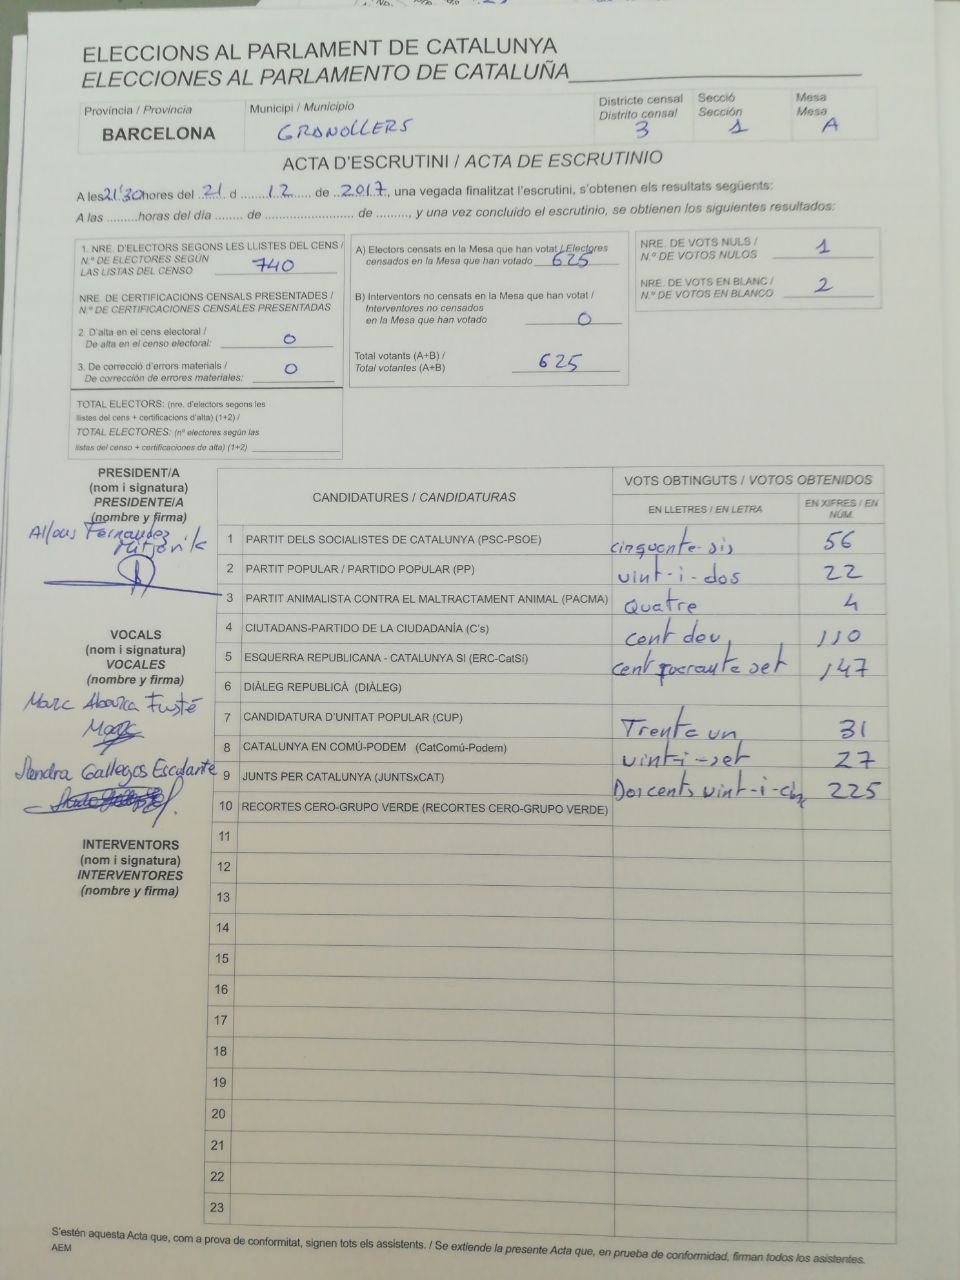 ELECCIONS AL PARLAMENT DE CATALUNYA
ELECCIONES AL PARLAMENTO DE CATALUÑA
Província / Provincia
BARCELONA
Municipi / Municipio
GRANOLLERS
Districte censal
Distrito censal
3
Secció
Sección
1
Mesa
Mesa
A
ACTA D'ESCRUTINI / ACTA DE ESCRUTINIO
A les 21'30 hores del 21 d 12 de 2017, una vegada finalitzat l'escrutini, s'obtenen els resultats següents:
A las .........horas del día ....... de ........................ de ........., y una vez concluido el escrutinio, se obtienen los siguientes resultados:
1. NRE. D'ELECTORS SEGONS LES LLISTES DEL CENS /
N.º DE ELECTORES SEGÚN
LAS LISTAS DEL CENSO 740
NRE. DE CERTIFICACIONS CENSALS PRESENTADES /
N.º DE CERTIFICACIONES CENSALES PRESENTADAS
2. D'alta en el cens electoral /
De alta en el censo electoral: 0
3. De correcció d'errors materials /
De corrección de errores materiales: 0
TOTAL ELECTORS: (nre. d'electors segons les
llistes del cens + certificacions d'alta) (1+2) /
TOTAL ELECTORES: (nº electores según las
listas del censo + certificaciones de alta) (1+2)
A) Electors censats en la Mesa que han votat / Electores
censados en la Mesa que han votado 625
B) Interventors no censats en la Mesa que han votat /
Interventores no censados
en la Mesa que han votado 0
Total votants (A+B) /
Total votantes (A+B) 625
NRE. DE VOTS NULS /
N.º DE VOTOS NULOS 1
NRE. DE VOTS EN BLANC /
N.º DE VOTOS EN BLANCO 2
PRESIDENT/A
(nom i signatura)
PRESIDENTE/A
(nombre y firma)
Alfons Fernandez
VOCALS
(nom i signatura)
VOCALES
(nombre y firma)
Marc Abarca Fusté
Marc
Sandra Gallegos Escalante
INTERVENTORS
(nom i signatura)
INTERVENTORES
(nombre y firma)
CANDIDATURES / CANDIDATURAS
VOTS OBTINGUTS / VOTOS OBTENIDOS
EN LLETRES / EN LETRA
EN XIFRES / EN
NÚM.
1 PARTIT DELS SOCIALISTES DE CATALUNYA (PSC-PSOE) cinquante-sis 56
2 PARTIT POPULAR / PARTIDO POPULAR (PP) vint-i-dos 22
3 PARTIT ANIMALISTA CONTRA EL MALTRACTAMENT ANIMAL (PACMA) Quatre 4
4 CIUTADANS-PARTIDO DE LA CIUDADANÍA (C's) cent deu 110
5 ESQUERRA REPUBLICANA - CATALUNYA SI (ERC-CatSí) cent set 147
6 DIÀLEG REPUBLICÀ (DIÀLEG)
7 CANDIDATURA D'UNITAT POPULAR (CUP) Trenta un 31
8 CATALUNYA EN COMÚ-PODEM (CatComú-Podem) vint-i-set 27
9 JUNTS PER CATALUNYA (JUNTSxCAT) Doscents vint-i-cinc 225
10 RECORTES CERO-GRUPO VERDE (RECORTES CERO-GRUPO VERDE)
11
12
13
14
15
16
17
18
19
20
21
22
23
S'estén aquesta Acta que, com a prova de conformitat, signen tots els assistents. / Se extiende la presente Acta que, en prueba de conformidad, firman todos los asistentes.
AEM